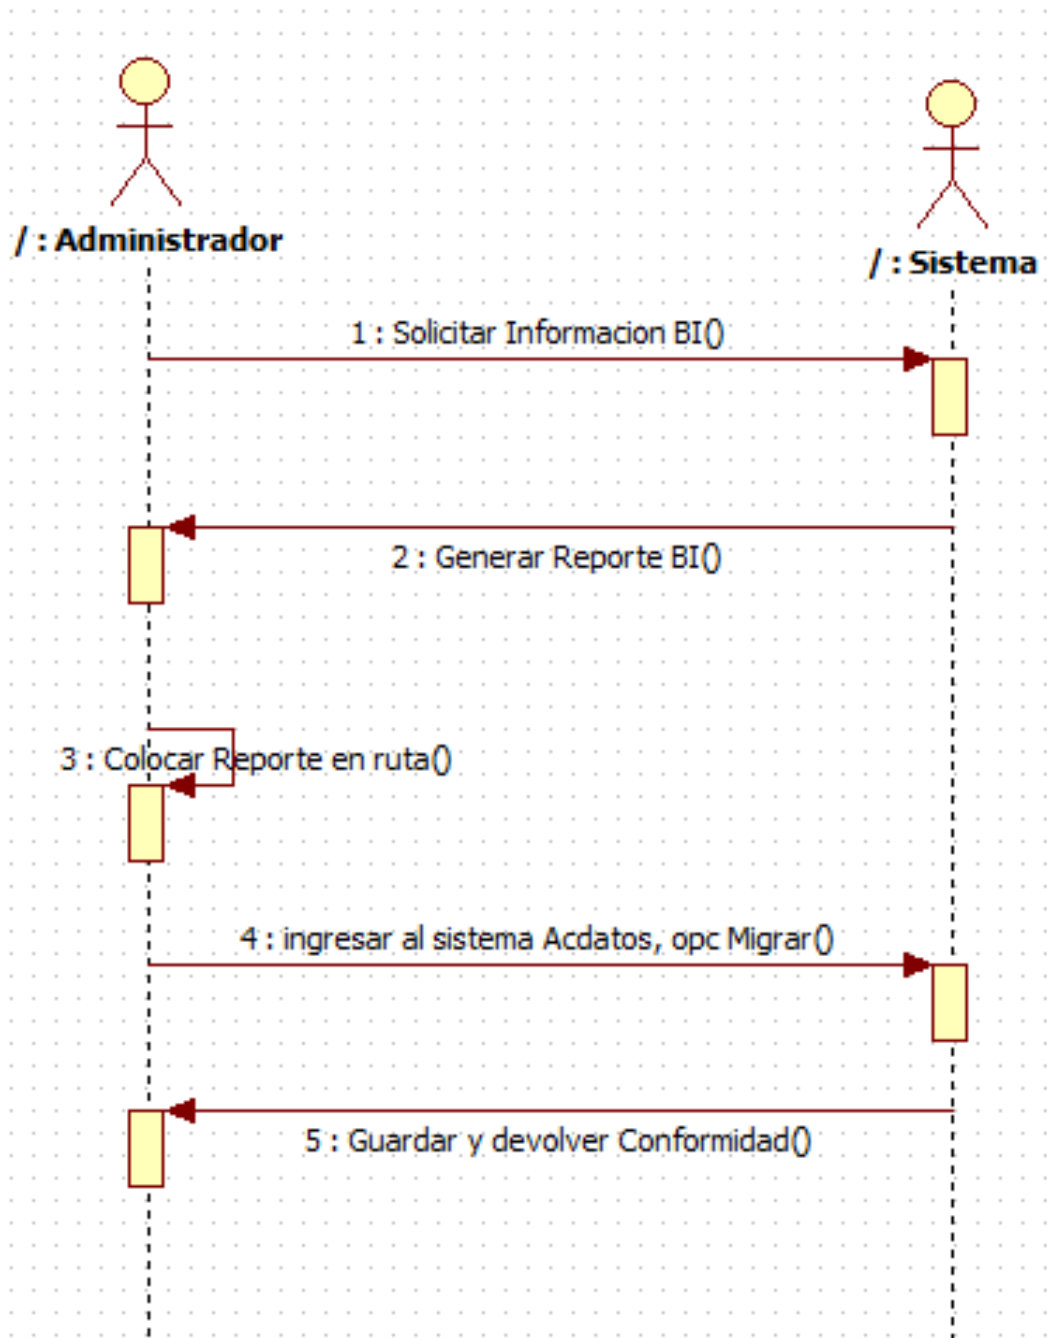 / : Administrador
/ : Sistema
1 : Solicitar Informacion BI()
2 : Generar Reporte BI()
3 : Colocar Reporte en ruta()
4 : ingresar al sistema Acdatos, opc Migrar()
5 : Guardar y devolver Conformidad()